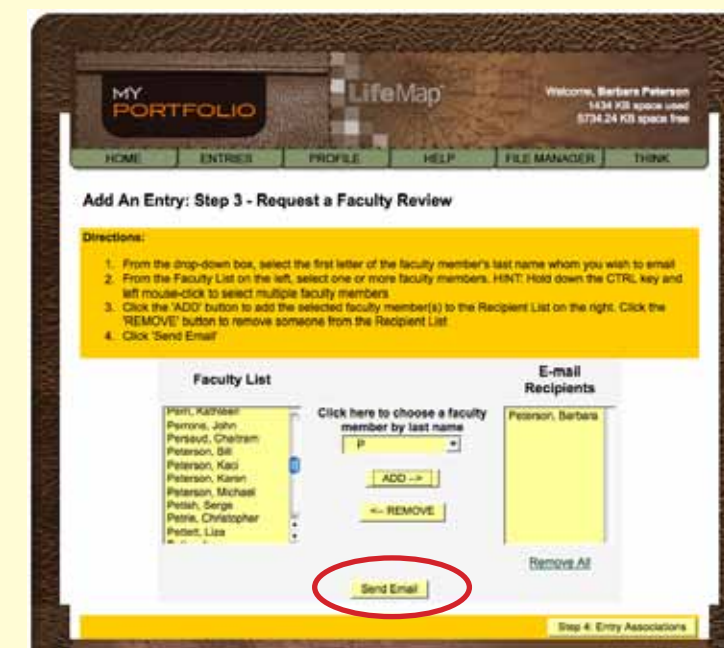 MY
PORTFOLIO
LifeMap
Welcome, Barbara Peterson
1434 KB space used
5734.24 KB space free
HOME ENTRIES PROFILE HELP FILE MANAGER THINK
Add An Entry: Step 3 - Request a Faculty Review
Directions:
1. From the drop-down box, select the first letter of the faculty member's last name whom you wish to email
2. From the Faculty List on the left, select one or more faculty members. HINT: Hold down the CTRL key and
left mouse-click to select multiple faculty members
3. Click the 'ADD' button to add the selected faculty member(s) to the Recipient List on the right. Click the
'REMOVE' button to remove someone from the Recipient List
4. Click 'Send Email'
Faculty List
Perri, Kathleen
Perrone, John
Persaud, Chaitram
Peterson, Bill
Peterson, Kaci
Peterson, Karen
Peterson, Michael
Petiah, Serge
Petrie, Christopher
Pettett, Liza
Click here to choose a faculty
member by last name
P
ADD -->
<-- REMOVE
E-mail
Recipients
Peterson, Barbara
Remove All
Send Email
Step 4: Entry Associations